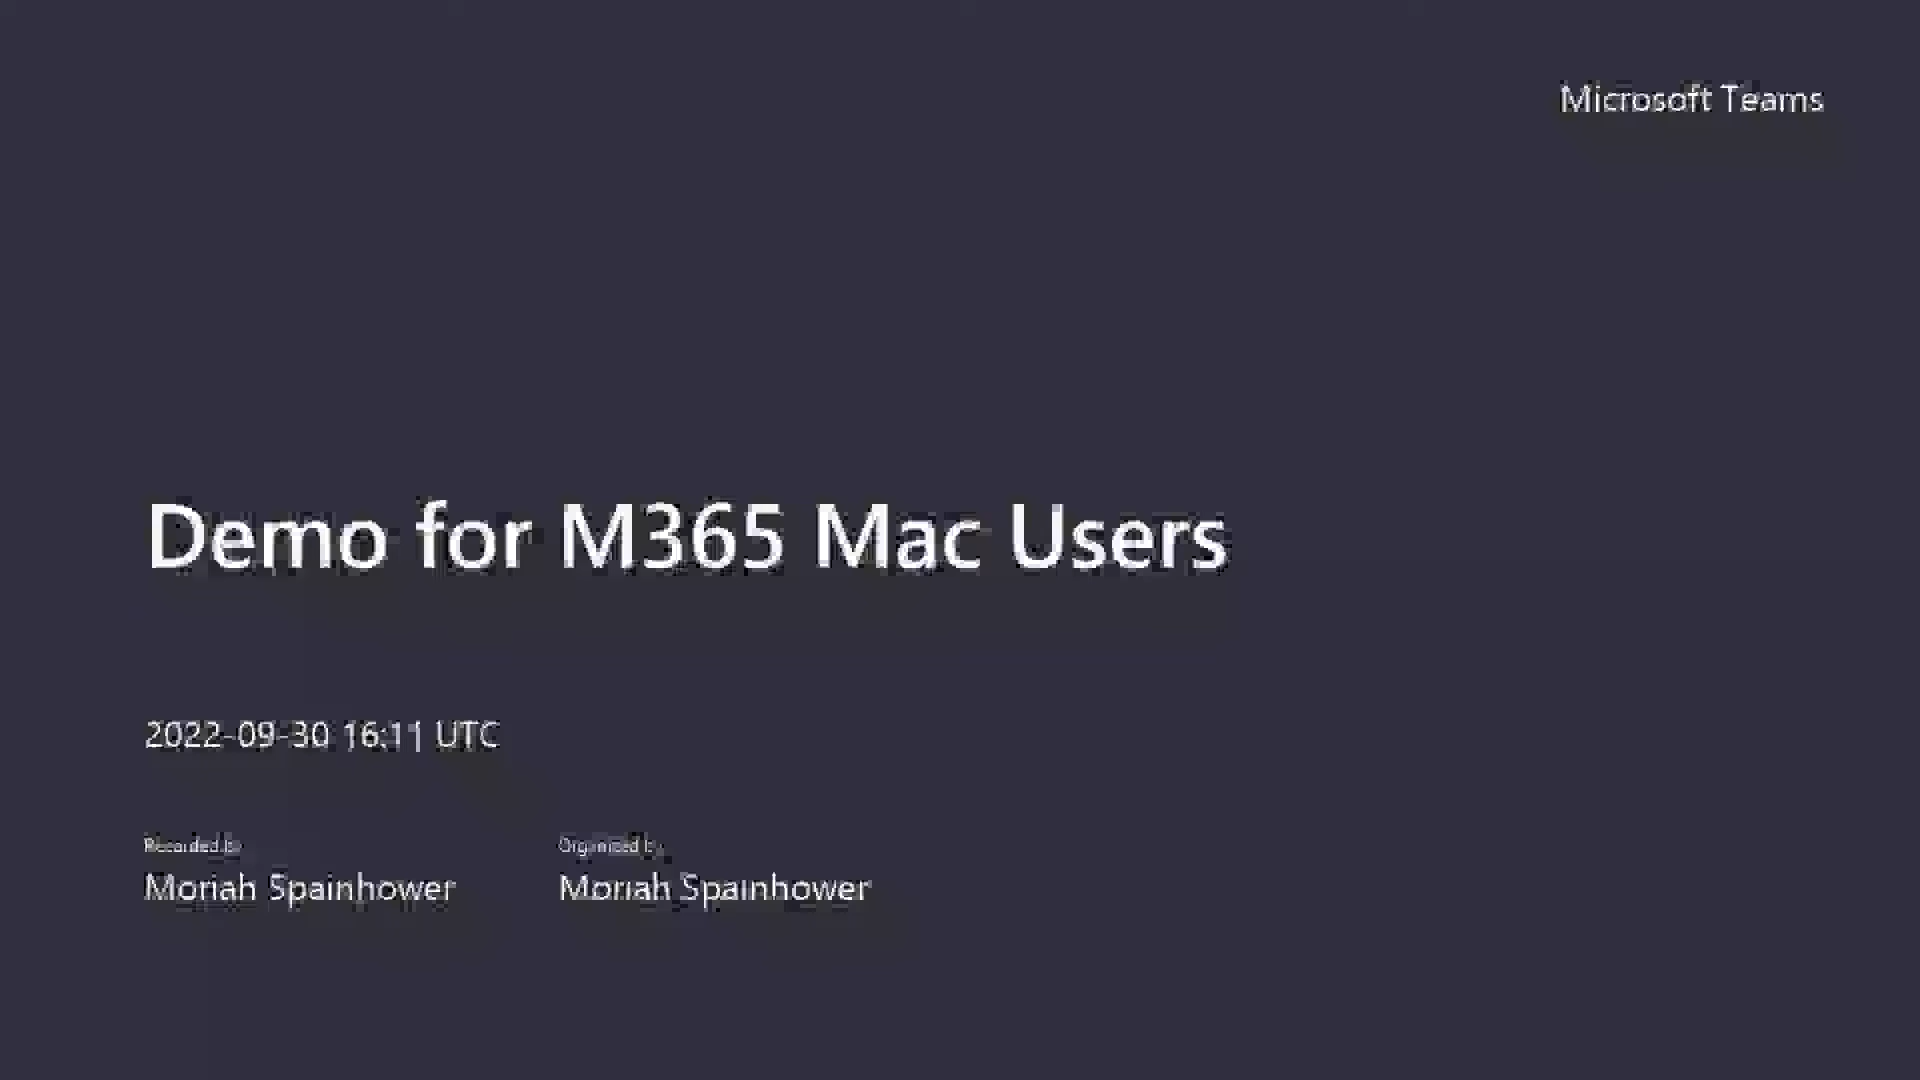 Microsoft Teams
Demo for M365 Mac Users
2022-09-30 16:11 UTC
Recorded by
Organized by
Moriah Spainhower
Moriah Spainhower